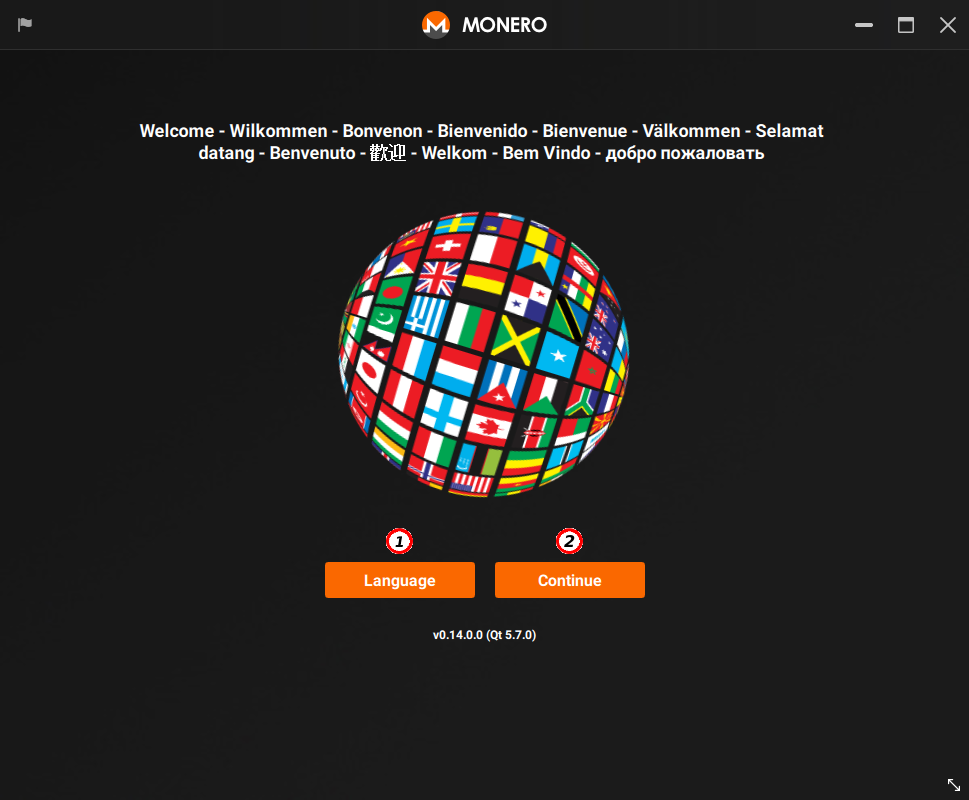 MONERO
Welcome - Wilkommen - Bonvenon - Bienvenido - Bienvenue - Välkommen - Selamat
datang - Benvenuto - 歡迎 - Welkom - Bem Vindo - добро пожаловать
1 2
Language Continue
v0.14.0.0 (Qt 5.7.0)